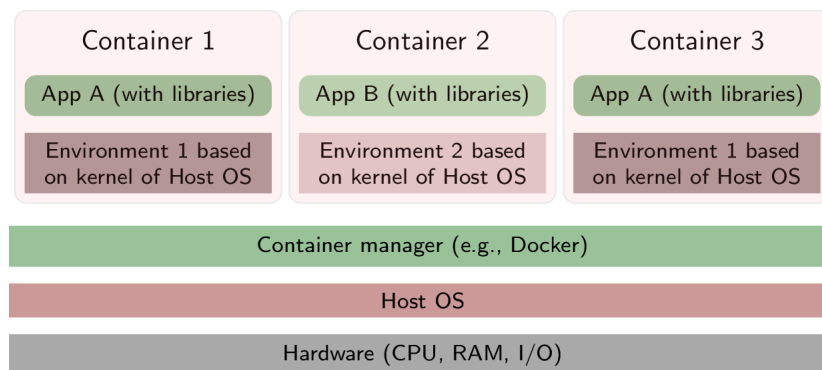 Container 1
App A (with libraries)
Environment 1 based
on kernel of Host OS
Container 2
App B (with libraries)
Environment 2 based
on kernel of Host OS
Container 3
App A (with libraries)
Environment 1 based
on kernel of Host OS
Container manager (e.g., Docker)
Host OS
Hardware (CPU, RAM, I/O)